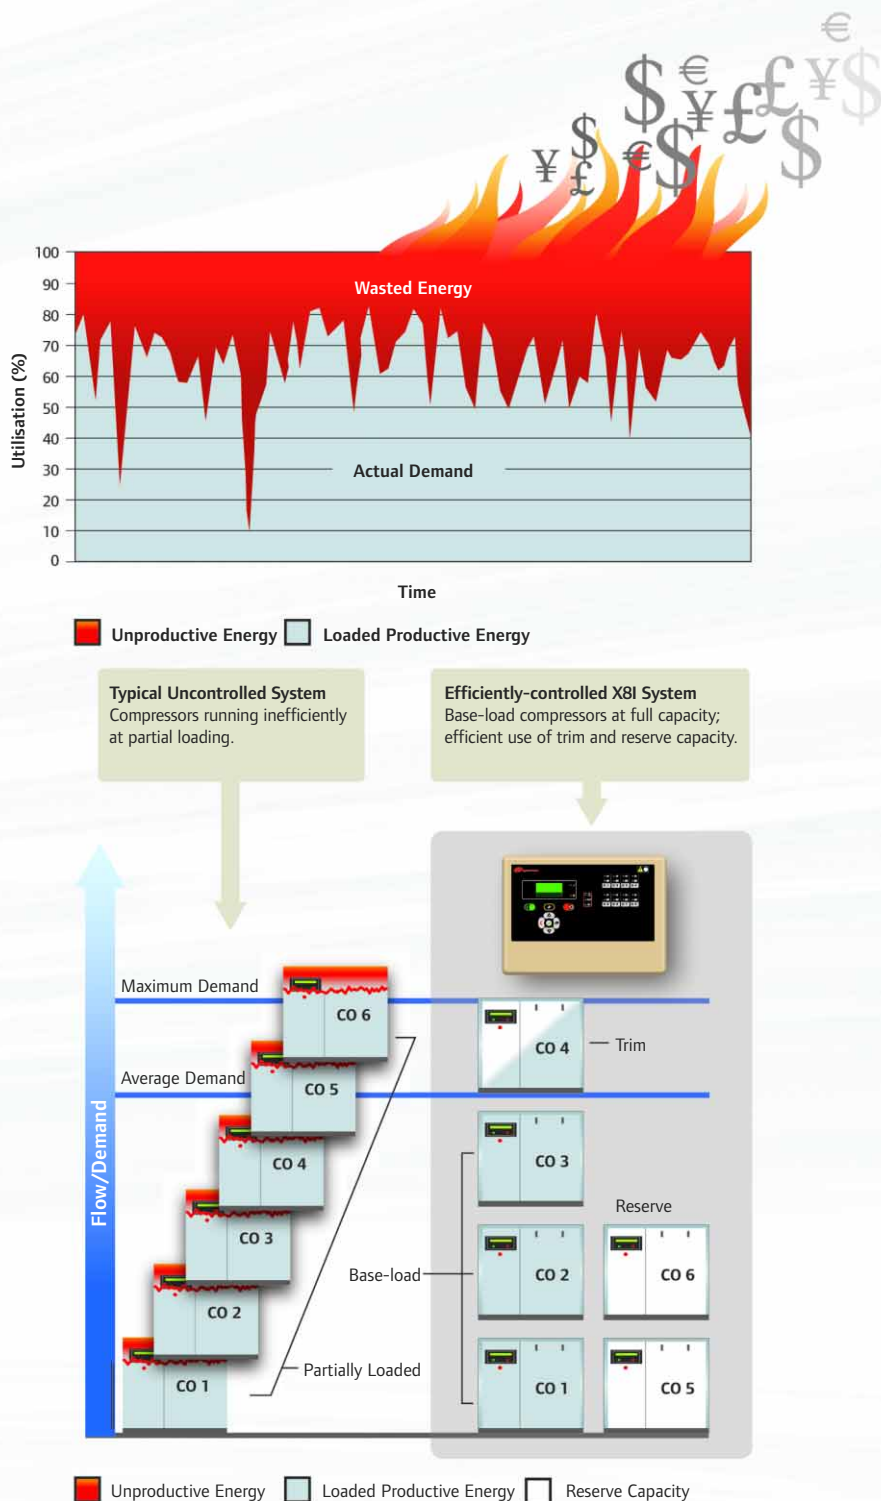 €
$ € ¥ £ £ ¥ $
¥ $ £ € $ $
100
90
80
70
60
50
40
30
20
10
0
Utilisation (%)
Wasted Energy
Actual Demand
Time
Unproductive Energy Loaded Productive Energy
Typical Uncontrolled System
Compressors running inefficiently
at partial loading.
Efficiently-controlled X8I System
Base-load compressors at full capacity;
efficient use of trim and reserve capacity.
Flow/Demand
Maximum Demand
Average Demand
CO 6
CO 5
CO 4
CO 3
CO 2
CO 1
Partially Loaded
CO 4
Trim
CO 3
Base-load
CO 2
CO 1
Reserve
CO 6
CO 5
Unproductive Energy Loaded Productive Energy Reserve Capacity